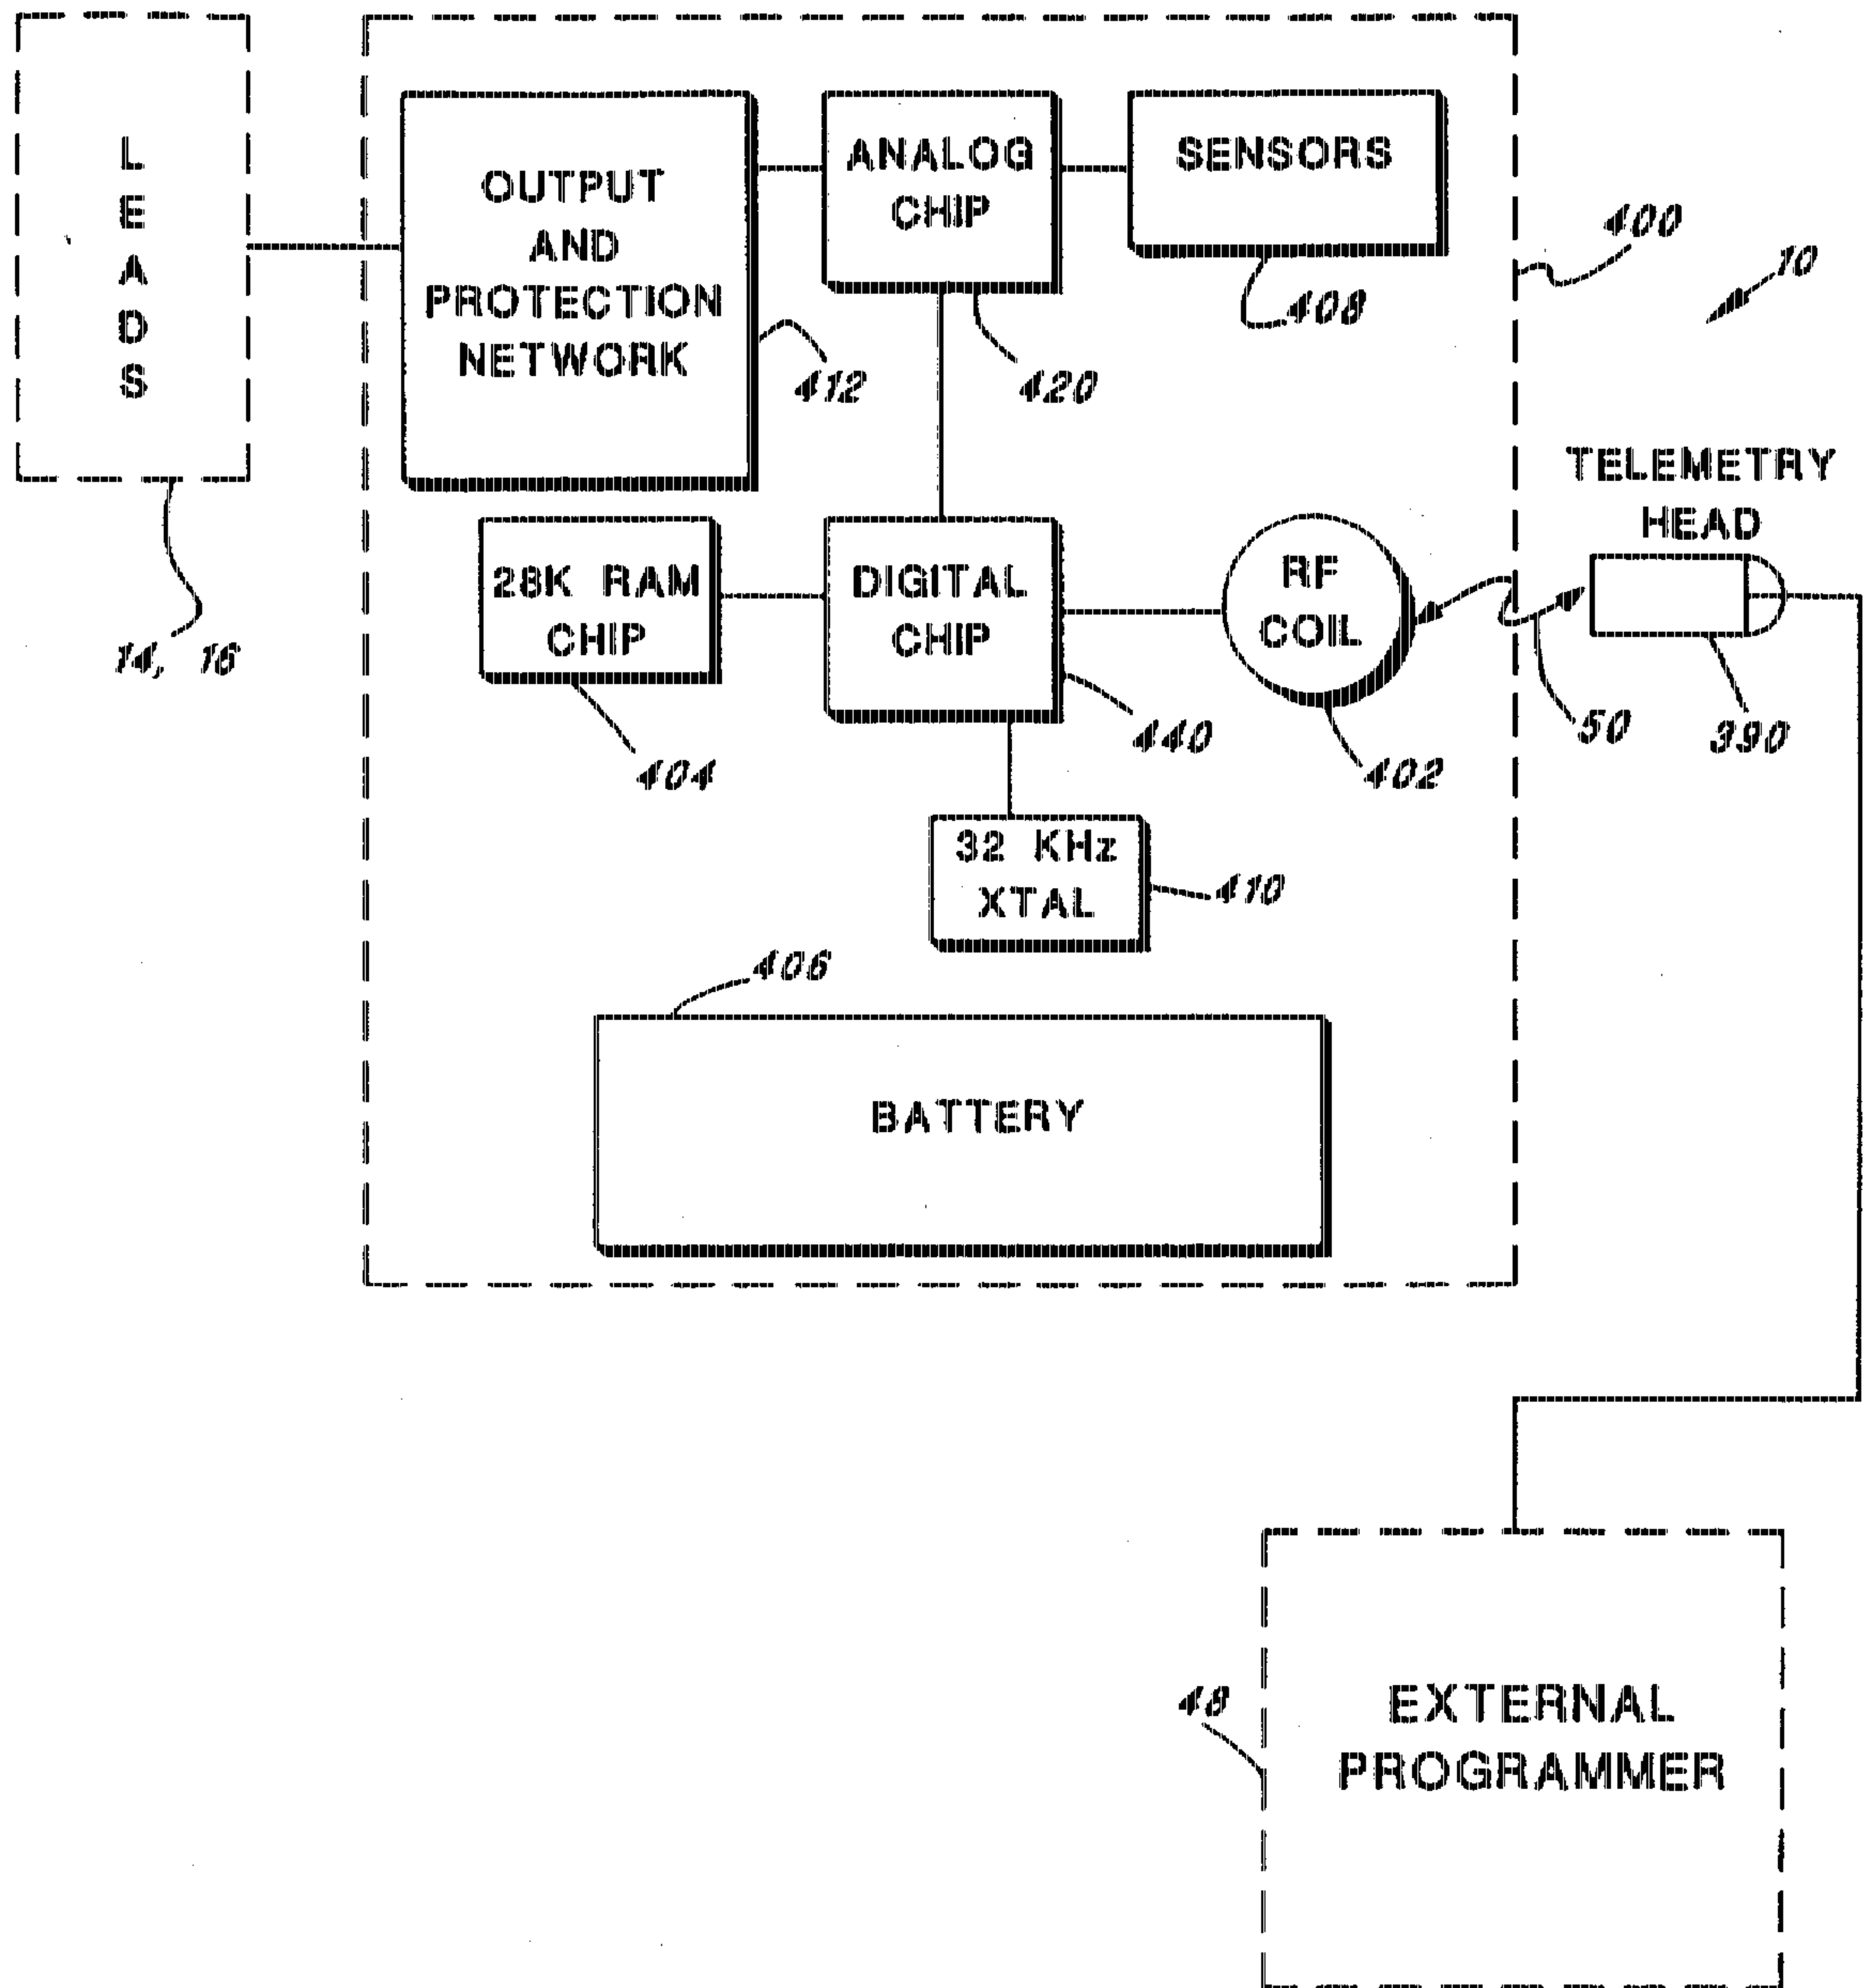 L
E
A
D
S
14, 16
OUTPUT
AND
PROTECTION
NETWORK
412
ANALOG
CHIP
420
SENSORS
408
400
10
28K RAM
CHIP
404
DIGITAL
CHIP
440
RF
COIL
402
TELEMETRY
HEAD
50
390
32 KHz
XTAL
410
406
BATTERY
48
EXTERNAL
PROGRAMMER